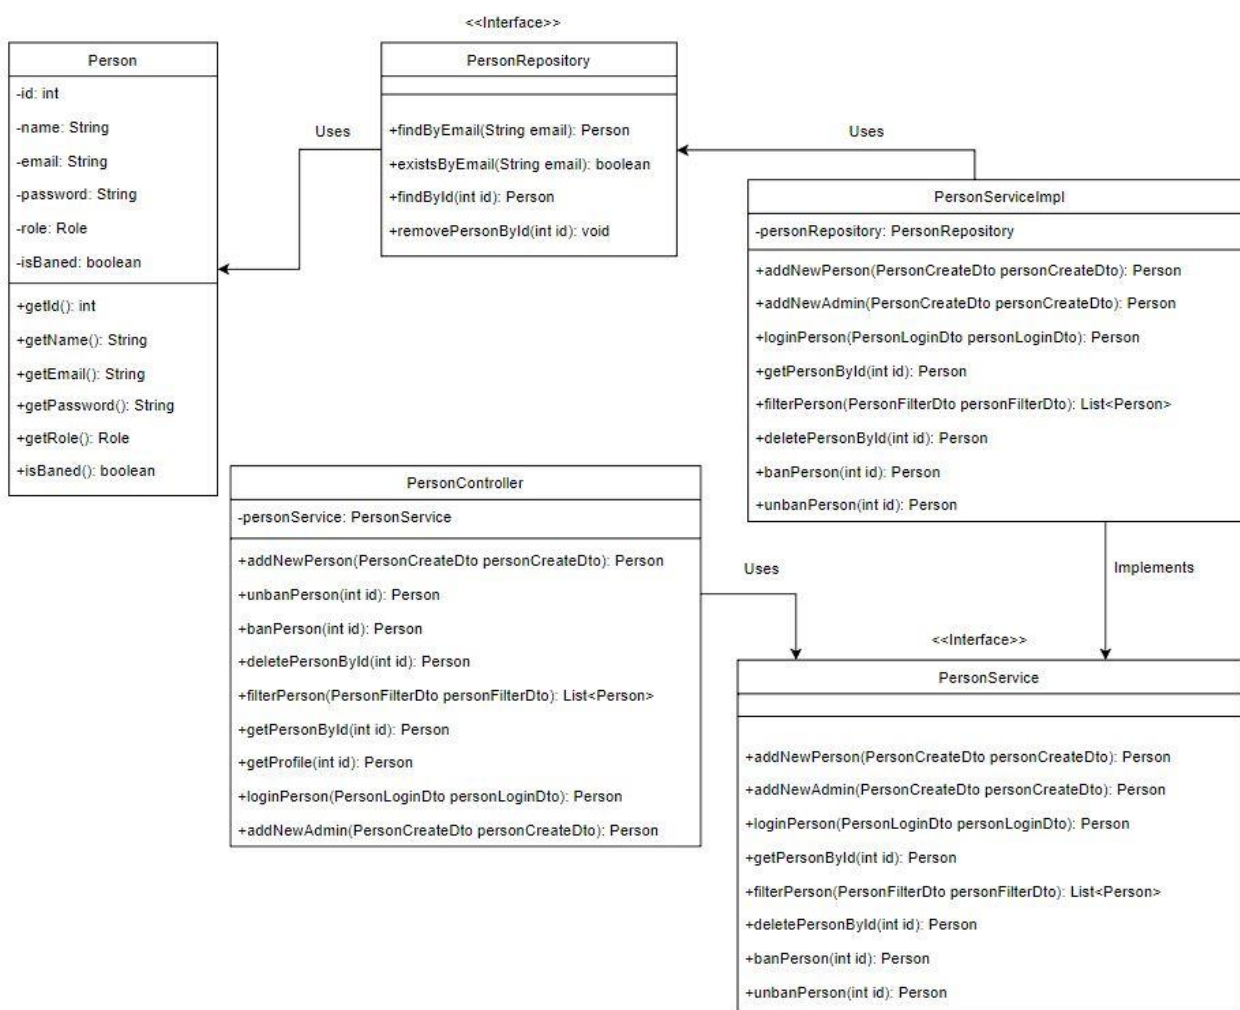 <<Interface>>
Person
-id: int
-name: String
-email: String
-password: String
-role: Role
-isBaned: boolean
+getId(): int
+getName(): String
+getEmail(): String
+getPassword(): String
+getRole(): Role
+isBaned(): boolean
Uses
PersonRepository
+findByEmail(String email): Person
+existsByEmail(String email): boolean
+findById(int id): Person
+removePersonById(int id): void
Uses
PersonServiceImpl
-personRepository: PersonRepository
+addNewPerson(PersonCreateDto personCreateDto): Person
+addNewAdmin(PersonCreateDto personCreateDto): Person
+loginPerson(PersonLoginDto personLoginDto): Person
+getPersonById(int id): Person
+filterPerson(PersonFilterDto personFilterDto): List<Person>
+deletePersonById(int id): Person
+banPerson(int id): Person
+unbanPerson(int id): Person
PersonController
-personService: PersonService
+addNewPerson(PersonCreateDto personCreateDto): Person
+unbanPerson(int id): Person
+banPerson(int id): Person
+deletePersonById(int id): Person
+filterPerson(PersonFilterDto personFilterDto): List<Person>
+getPersonById(int id): Person
+getProfile(int id): Person
+loginPerson(PersonLoginDto personLoginDto): Person
+addNewAdmin(PersonCreateDto personCreateDto): Person
Uses
Implements
<<Interface>>
PersonService
+addNewPerson(PersonCreateDto personCreateDto): Person
+addNewAdmin(PersonCreateDto personCreateDto): Person
+loginPerson(PersonLoginDto personLoginDto): Person
+getPersonById(int id): Person
+filterPerson(PersonFilterDto personFilterDto): List<Person>
+deletePersonById(int id): Person
+banPerson(int id): Person
+unbanPerson(int id): Person